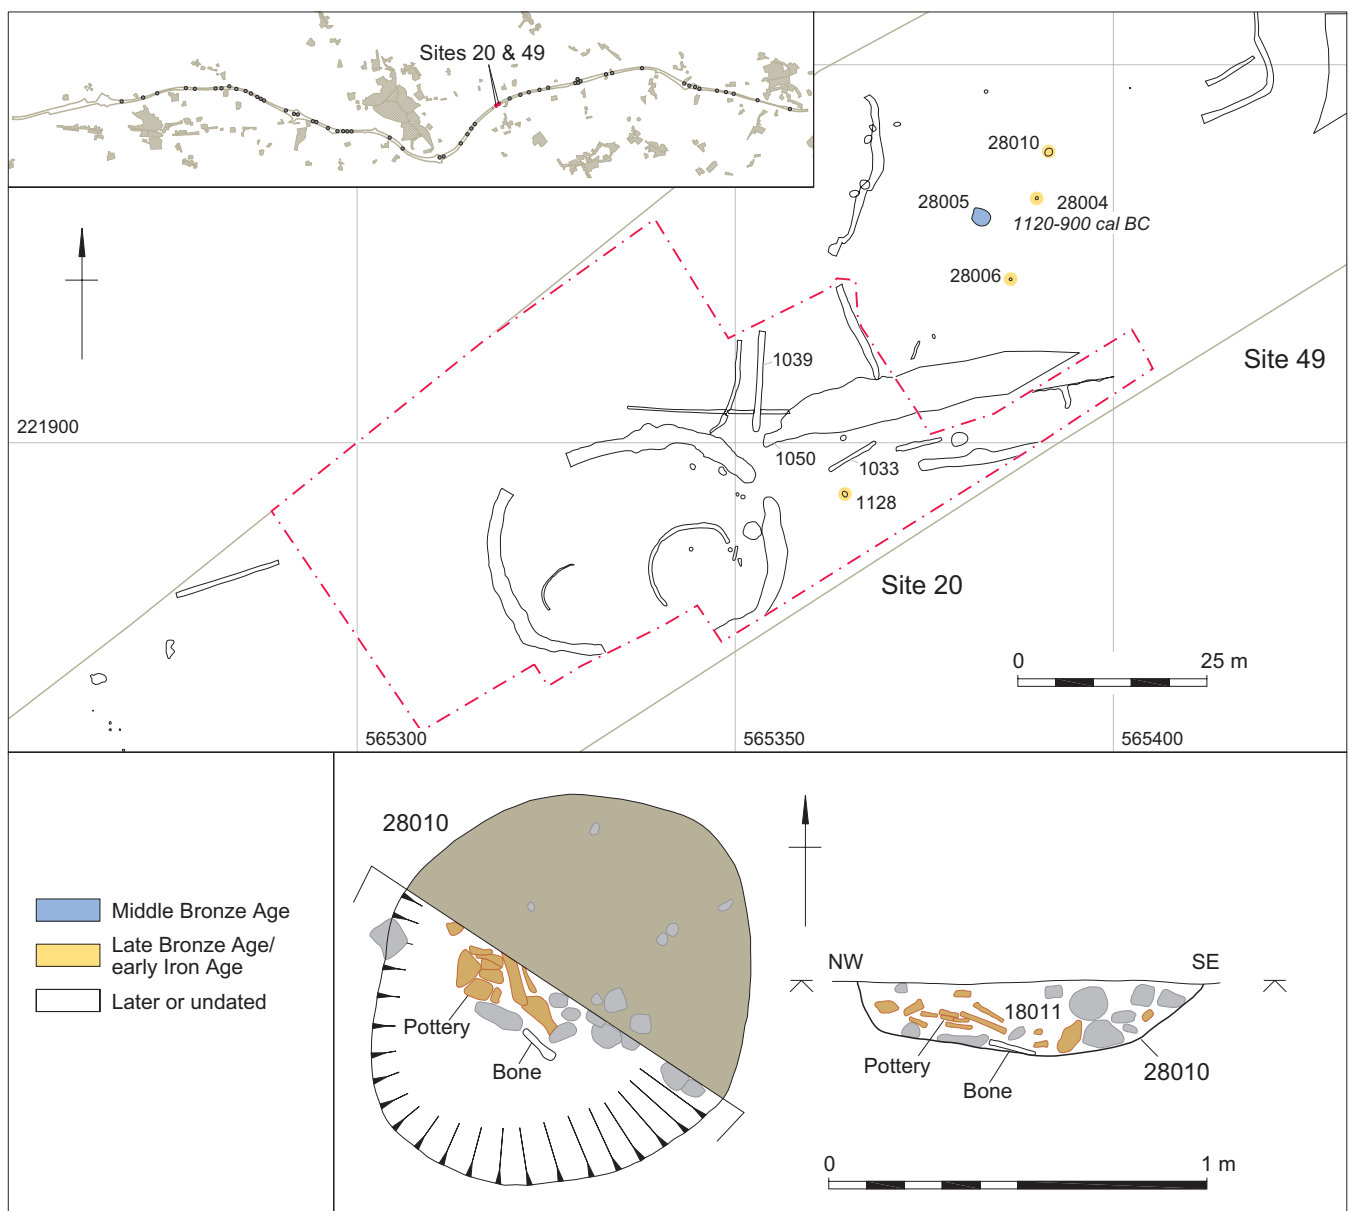 Sites 20 & 49
28010
28005
28004
1120-900 cal BC
28006
1039
Site 49
221900
1050
1033
1128
Site 20
0 25 m
565300
565350
565400
28010
Middle Bronze Age
Late Bronze Age/
early Iron Age
Later or undated
Pottery
Bone
NW
SE
18011
Pottery
Bone
28010
0 1 m